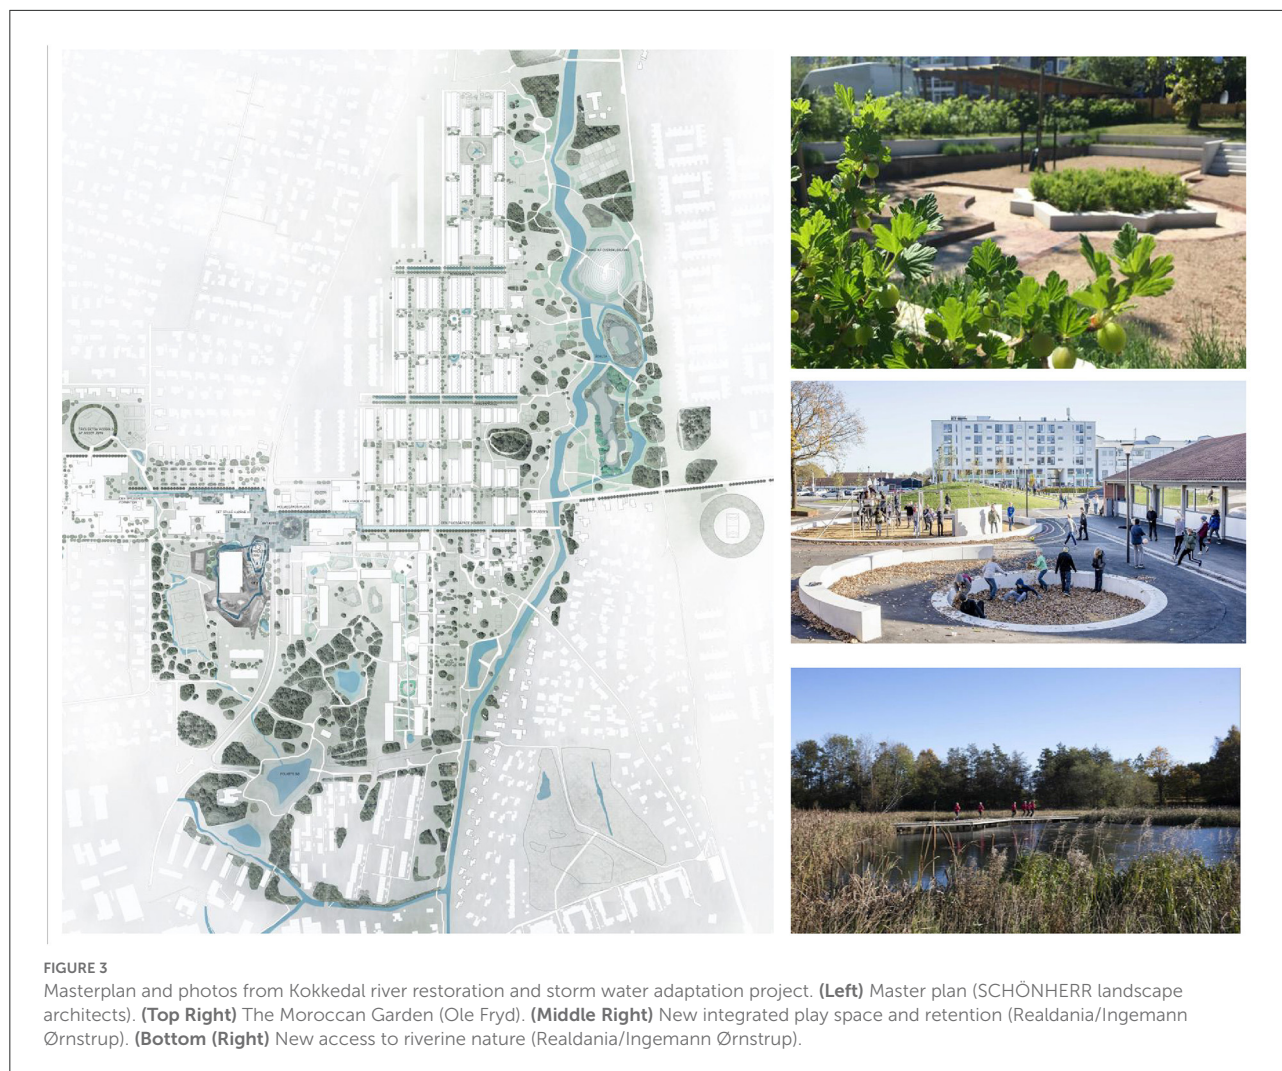 FIGURE 3
Masterplan and photos from Kokkedal river restoration and storm water adaptation project. (Left) Master plan (SCHÖNHERR landscape
architects). (Top Right) The Moroccan Garden (Ole Fryd). (Middle Right) New integrated play space and retention (Realdania/Ingemann
Ørnstrup). (Bottom (Right) New access to riverine nature (Realdania/Ingemann Ørnstrup).